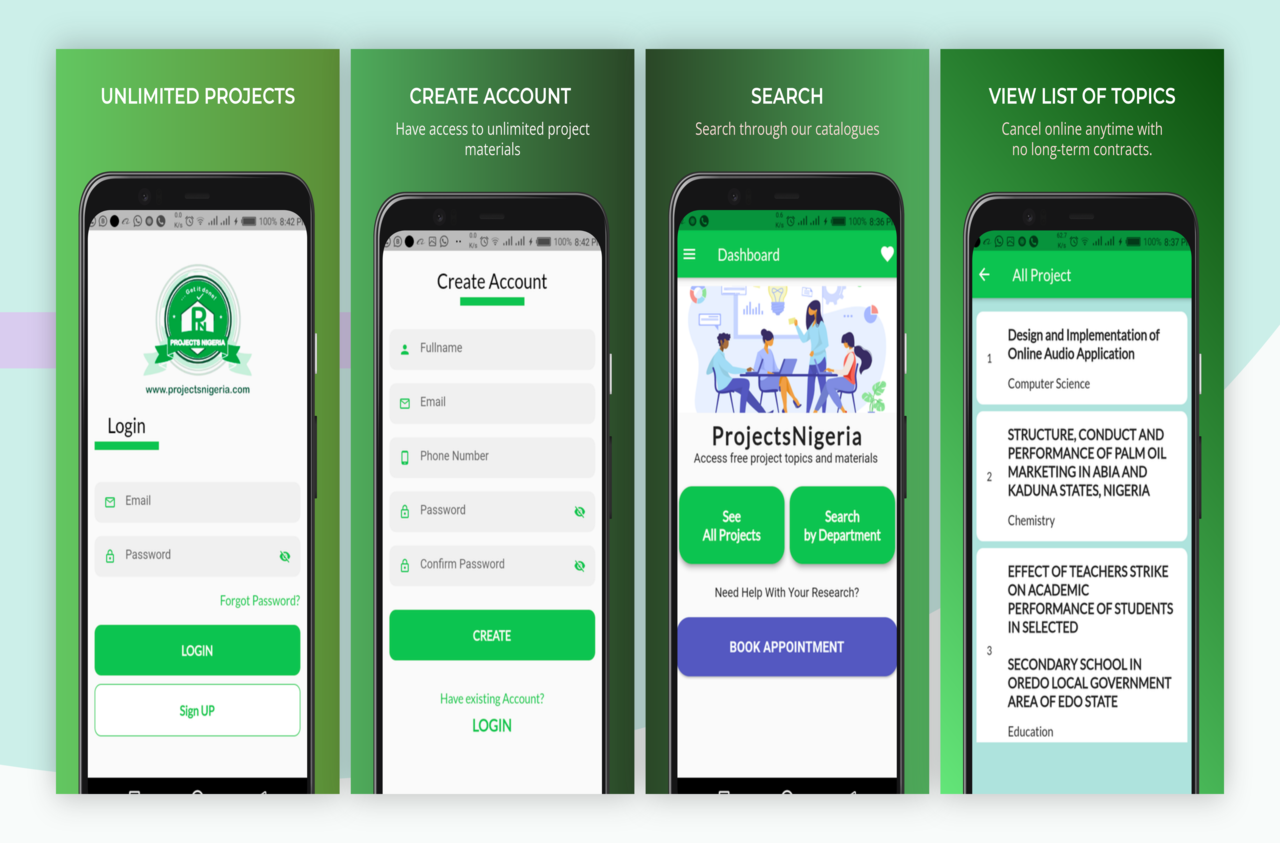 UNLIMITED PROJECTS
100% 8:42 P
Get it done!
PROJECTS NIGERIA
www.projectsnigeria.com
Login
Email
Password
Forgot Password?
LOGIN
Sign UP
CREATE ACCOUNT
Have access to unlimited project
materials
100% 8:42 P
Create Account
Fullname
Email
Phone Number
Password
Confirm Password
CREATE
Have existing Account?
LOGIN
SEARCH
Search through our catalogues
100% 8:36 P
Dashboard
ProjectsNigeria
Access free project topics and materials
See
All Projects
Search
by Department
Need Help With Your Research?
BOOK APPOINTMENT
VIEW LIST OF TOPICS
Cancel online anytime with
no long-term contracts.
100% 8:37 P
All Project
1
Design and Implementation of
Online Audio Application
Computer Science
2
STRUCTURE, CONDUCT AND
PERFORMANCE OF PALM OIL
MARKETING IN ABIA AND
KADUNA STATES, NIGERIA
Chemistry
3
EFFECT OF TEACHERS STRIKE
ON ACADEMIC
PERFORMANCE OF STUDENTS
IN SELECTED
SECONDARY SCHOOL IN
OREDO LOCAL GOVERNMENT
AREA OF EDO STATE
Education